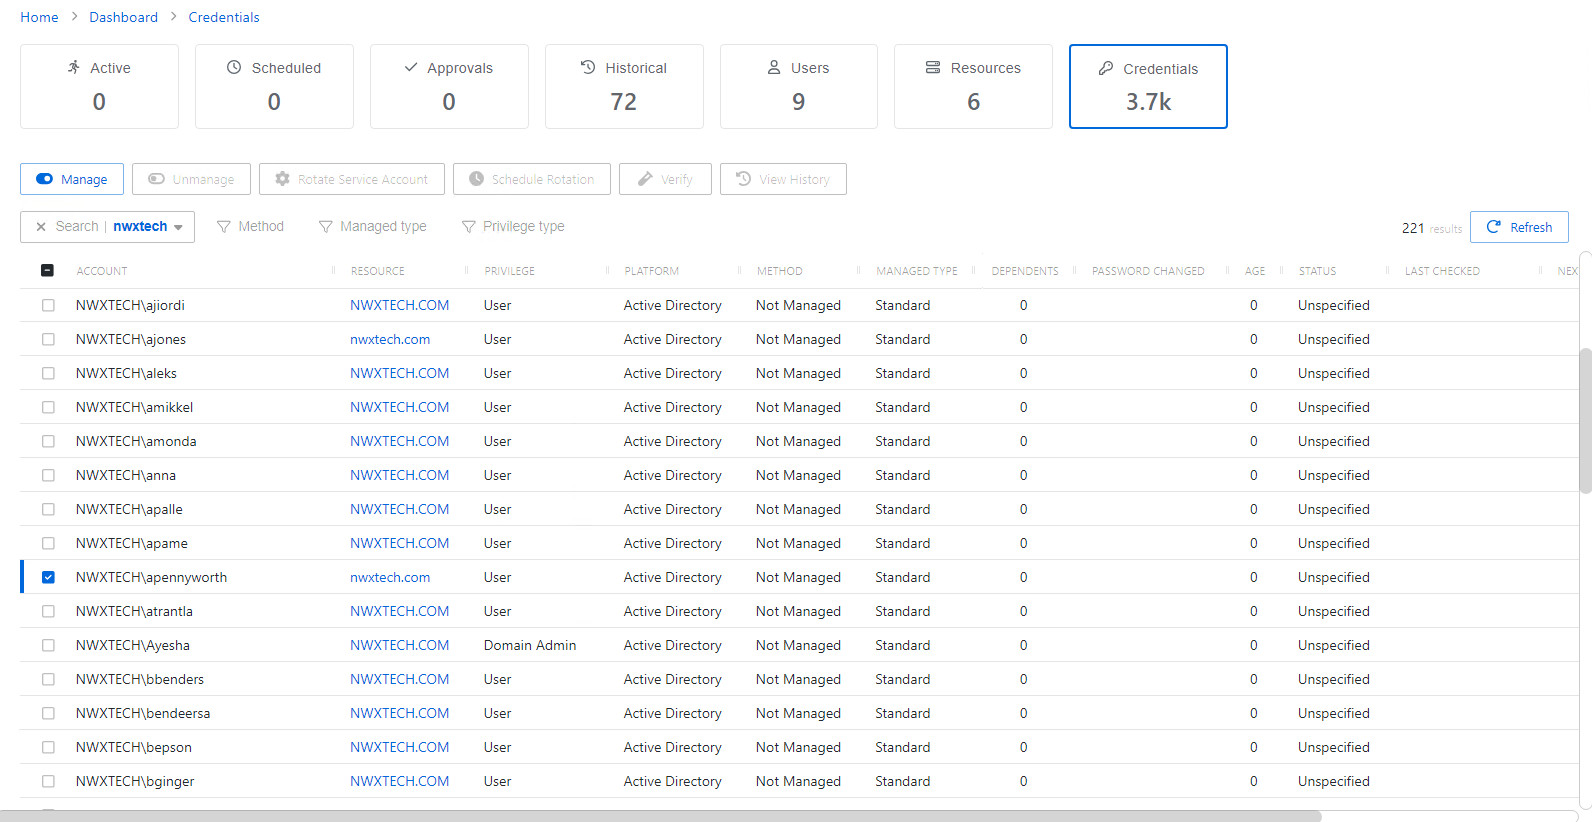 Home > Dashboard > Credentials
Active Scheduled Approvals Historical Users Resources Credentials
0 0 0 72 9 6 3.7k
Manage Unmanage Rotate Service Account Schedule Rotation Verify View History
Search | nwxtech Method Managed type Privilege type 221 results Refresh
ACCOUNT RESOURCE PRIVILEGE PLATFORM METHOD MANAGED TYPE DEPENDENTS PASSWORD CHANGED AGE STATUS LAST CHECKED NEX
NWXTECH\ajiordi NWXTECH.COM User Active Directory Not Managed Standard 0 0 Unspecified
NWXTECH\ajones nwxtech.com User Active Directory Not Managed Standard 0 0 Unspecified
NWXTECH\aleks NWXTECH.COM User Active Directory Not Managed Standard 0 0 Unspecified
NWXTECH\amikkel NWXTECH.COM User Active Directory Not Managed Standard 0 0 Unspecified
NWXTECH\amonda NWXTECH.COM User Active Directory Not Managed Standard 0 0 Unspecified
NWXTECH\anna NWXTECH.COM User Active Directory Not Managed Standard 0 0 Unspecified
NWXTECH\apalle NWXTECH.COM User Active Directory Not Managed Standard 0 0 Unspecified
NWXTECH\apame NWXTECH.COM User Active Directory Not Managed Standard 0 0 Unspecified
NWXTECH\apennyworth nwxtech.com User Active Directory Not Managed Standard 0 0 Unspecified
NWXTECH\atrantla NWXTECH.COM User Active Directory Not Managed Standard 0 0 Unspecified
NWXTECH\Ayesha NWXTECH.COM Domain Admin Active Directory Not Managed Standard 0 0 Unspecified
NWXTECH\bbenders NWXTECH.COM User Active Directory Not Managed Standard 0 0 Unspecified
NWXTECH\bendeersa NWXTECH.COM User Active Directory Not Managed Standard 0 0 Unspecified
NWXTECH\bepson NWXTECH.COM User Active Directory Not Managed Standard 0 0 Unspecified
NWXTECH\bginger NWXTECH.COM User Active Directory Not Managed Standard 0 0 Unspecified